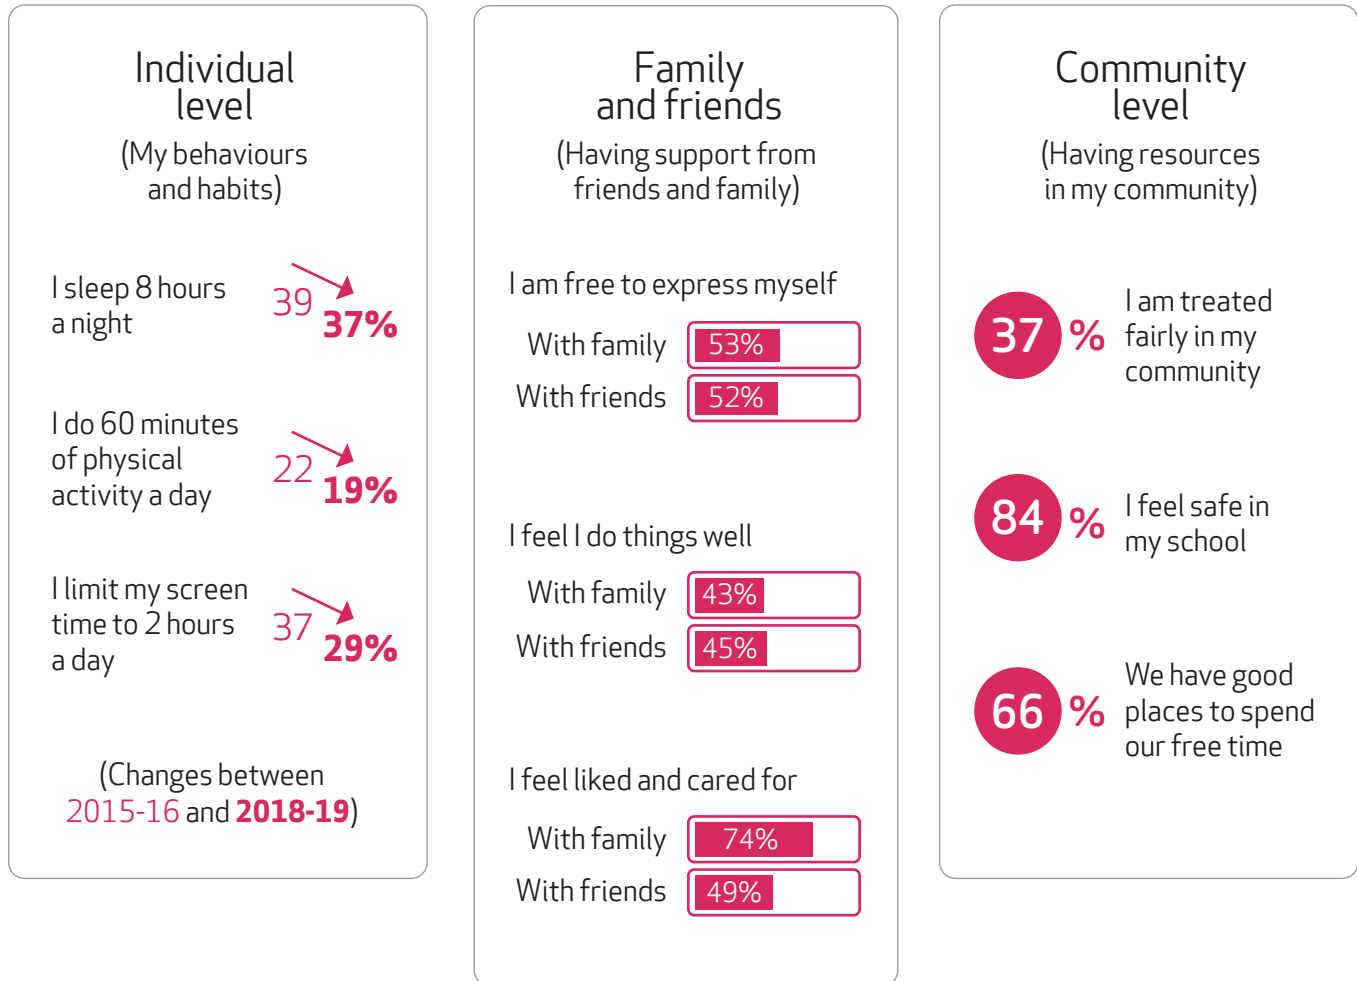 Individual
level
(My behaviours
and habits)
I sleep 8 hours
a night
39
37%
I do 60 minutes
of physical
activity a day
22
19%
I limit my screen
time to 2 hours
a day
37
29%
(Changes between
2015-16 and 2018-19)
Family
and friends
(Having support from
friends and family)
I am free to express myself
With family 53%
With friends 52%
I feel I do things well
With family 43%
With friends 45%
I feel liked and cared for
With family 74%
With friends 49%
Community
level
(Having resources
in my community)
37 %
I am treated
fairly in my
community
84 %
I feel safe in
my school
66 %
We have good
places to spend
our free time